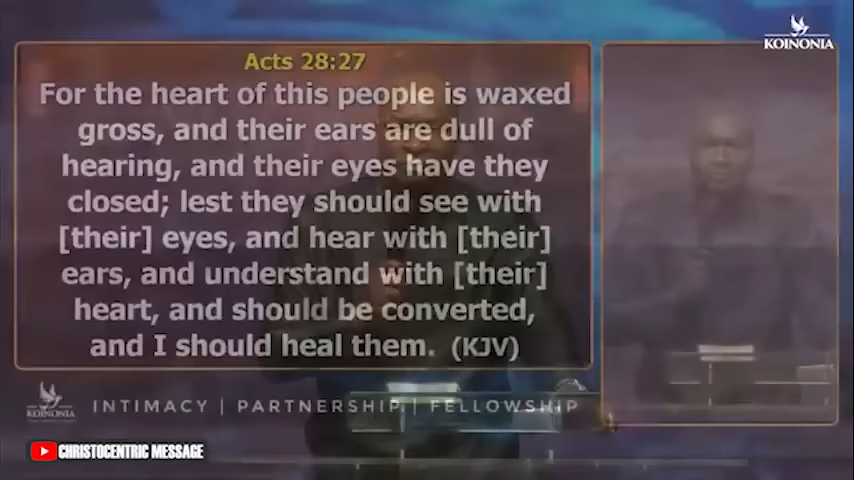 KOINONIA
Acts 28:27
For the heart of this people is waxed
gross, and their ears are dull of
hearing, and their eyes have they
closed; lest they should see with
[their] eyes, and hear with [their]
ears, and understand with [their]
heart, and should be converted,
and I should heal them. (KJV)
KOINONIA
INTIMACY | PARTNERSHIP | FELLOWSHIP
CHRISTOCENTRIC MESSAGE